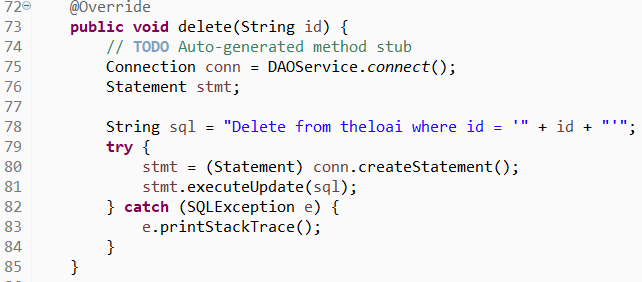 72 @Override
73 public void delete(String id) {
74 // TODO Auto-generated method stub
75 Connection conn = DAOService.connect();
76 Statement stmt;
77
78 String sql = "Delete from theloai where id = '" + id + "'";
79 try {
80 stmt = (Statement) conn.createStatement();
81 stmt.executeUpdate(sql);
82 } catch (SQLException e) {
83 e.printStackTrace();
84 }
85 }